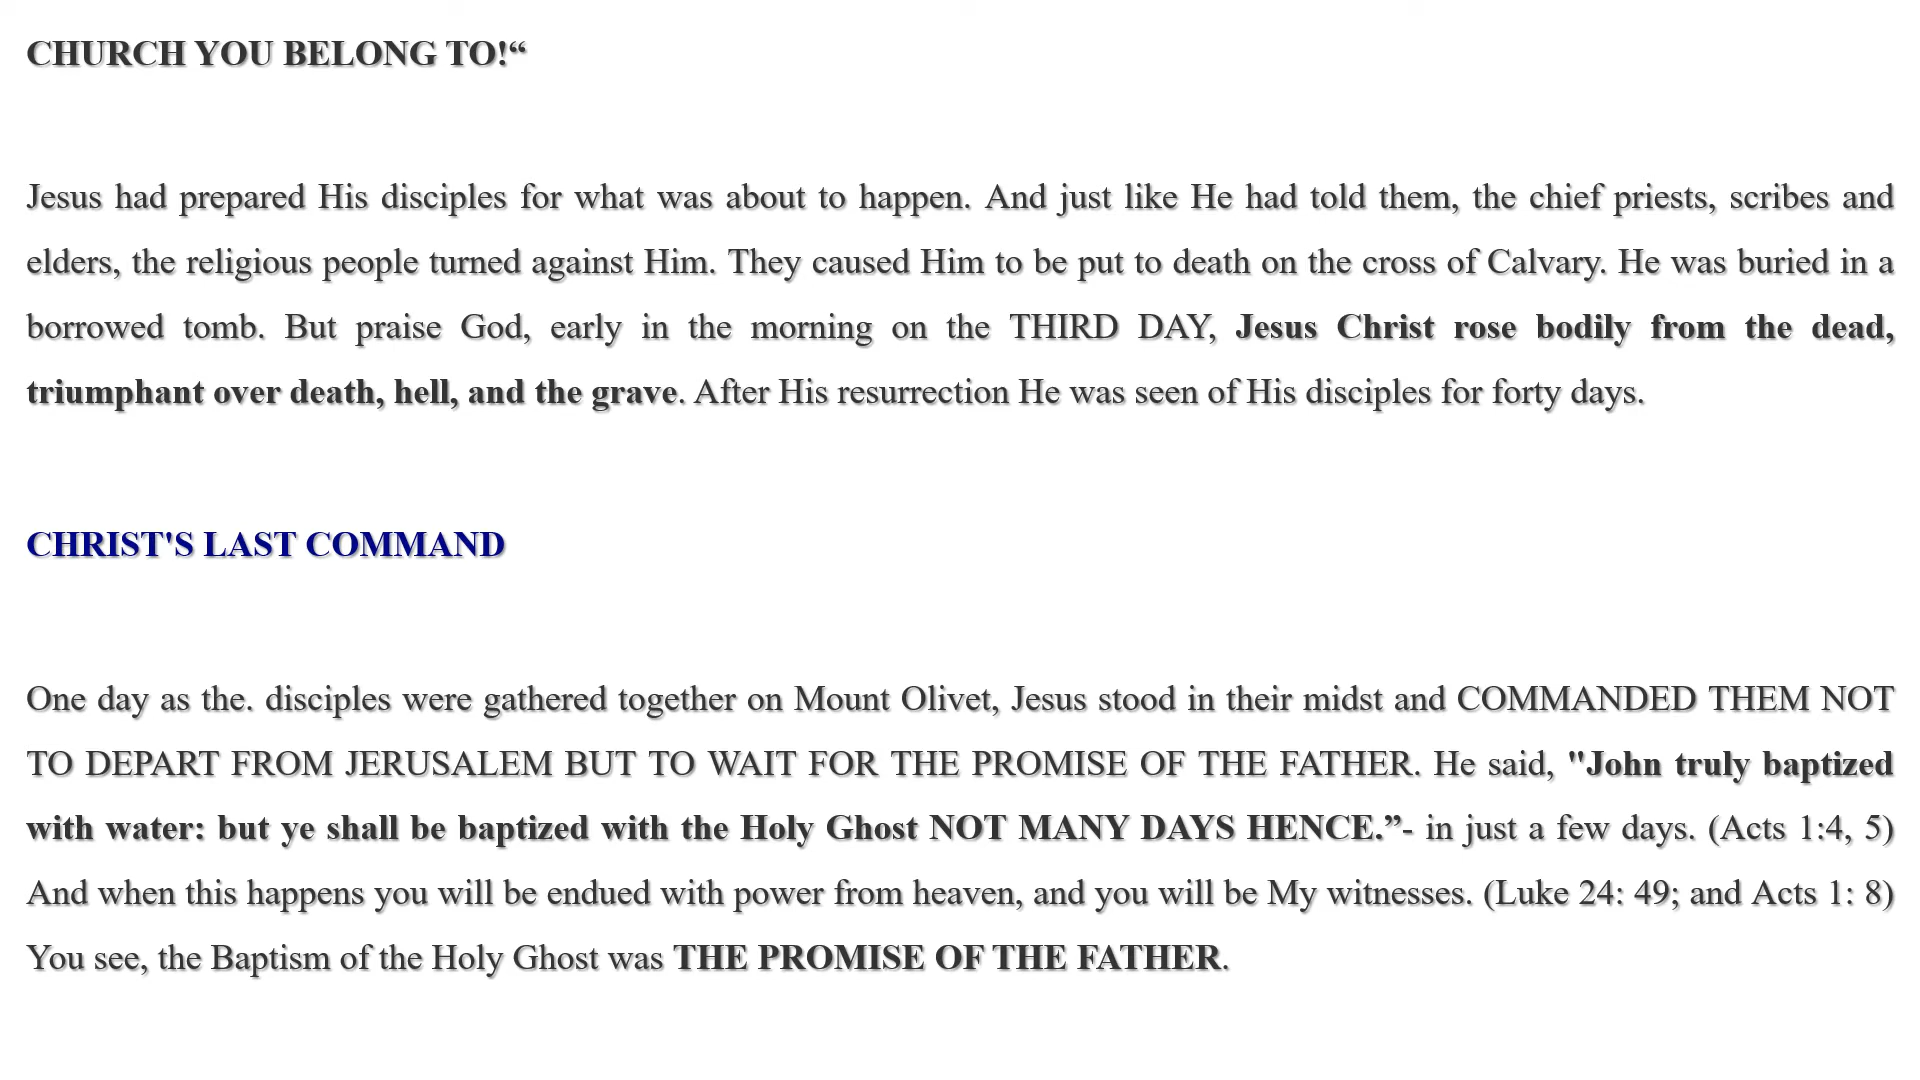 CHURCH YOU BELONG TO!“
Jesus had prepared His disciples for what was about to happen. And just like He had told them, the chief priests, scribes and
elders, the religious people turned against Him. They caused Him to be put to death on the cross of Calvary. He was buried in a
borrowed tomb. But praise God, early in the morning on the THIRD DAY, Jesus Christ rose bodily from the dead,
triumphant over death, hell, and the grave. After His resurrection He was seen of His disciples for forty days.
CHRIST'S LAST COMMAND
One day as the. disciples were gathered together on Mount Olivet, Jesus stood in their midst and COMMANDED THEM NOT
TO DEPART FROM JERUSALEM BUT TO WAIT FOR THE PROMISE OF THE FATHER. He said, "John truly baptized
with water: but ye shall be baptized with the Holy Ghost NOT MANY DAYS HENCE.”- in just a few days. (Acts 1:4, 5)
And when this happens you will be endued with power from heaven, and you will be My witnesses. (Luke 24: 49; and Acts 1: 8)
You see, the Baptism of the Holy Ghost was THE PROMISE OF THE FATHER.